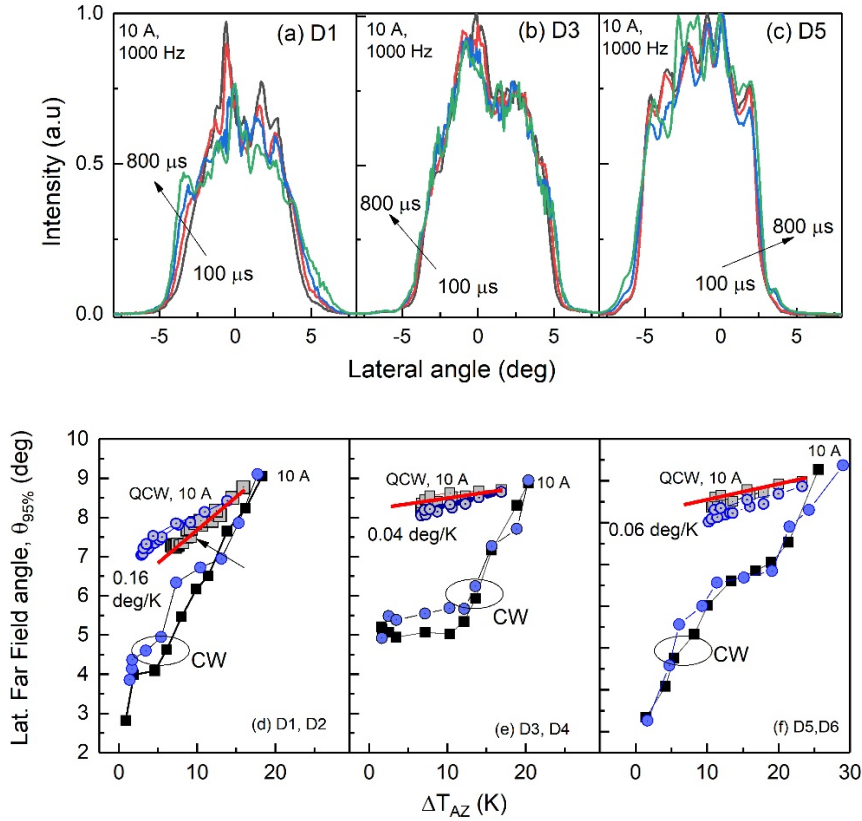 10 A,
1000 Hz
(a) D1
800 μs
100 μs
10 A,
1000 Hz
(b) D3
800 μs
100 μs
10 A,
1000 Hz
(c) D5
800 μs
100 μs
1.0
0.5
0.0
Intensity (a.u)
-5 0 5 -5 0 5 -5 0 5
Lateral angle (deg)
10
9
8
7
6
5
4
3
2
Lat. Far Field angle, θ95% (deg)
QCW, 10 A
10 A
0.16
deg/K
CW
(d) D1, D2
QCW, 10 A
10 A
0.04 deg/K
CW
(e) D3, D4
10 A
QCW, 10 A
0.06 deg/K
CW
(f) D5,D6
0 5 10 15 20 0 5 10 15 20 0 10 20 30
ΔTAZ (K)